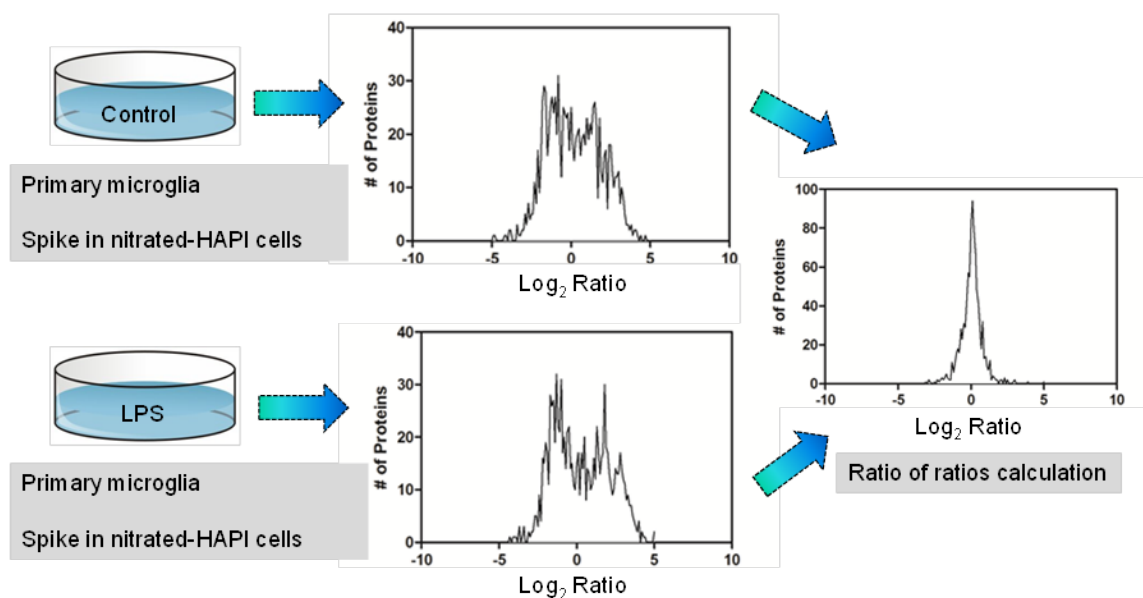 Control
Primary microglia
Spike in nitrated-HAPI cells
# of Proteins
40
30
20
10
0
-10
-5
0
5
10
Log2 Ratio
LPS
Primary microglia
Spike in nitrated-HAPI cells
# of Proteins
40
30
20
10
0
-10
-5
0
5
10
Log2 Ratio
# of Proteins
100
80
60
40
20
0
-10
-5
0
5
10
Log2 Ratio
Ratio of ratios calculation